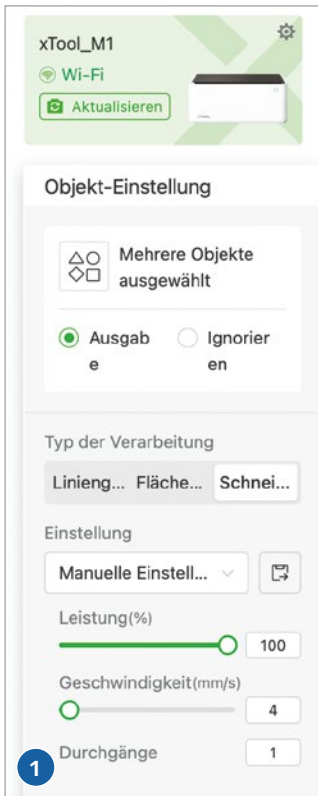 xTool_M1
Wi-Fi
Aktualisieren
Objekt-Einstellung
Mehrere Objekte
ausgewählt
Ausgab Ignorier
e en
Typ der Verarbeitung
Linieng... Fläche... Schnei...
Einstellung
Manuelle Einstell...
Leistung(%)
100
Geschwindigkeit(mm/s)
4
Durchgänge 1
1